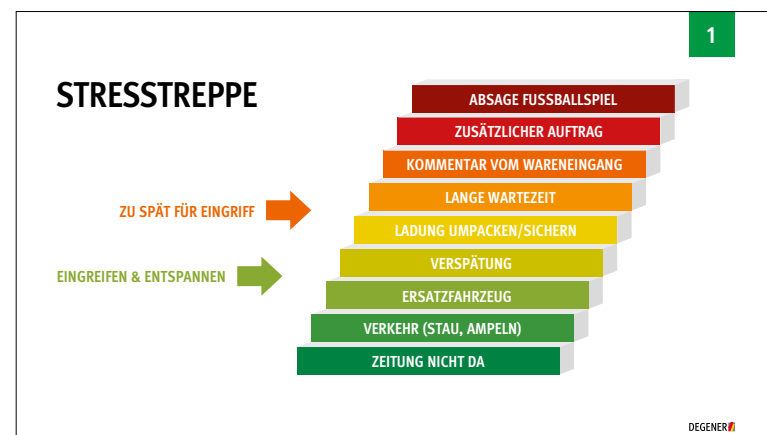 1
STRESSTREPPE
ABSAGE FUSSBALLSPIEL
ZUSÄTZLICHER AUFTRAG
KOMMENTAR VOM WARENEINGANG
LANGE WARTEZEIT
ZU SPÄT FÜR EINGRIFF
LADUNG UMPACKEN/SICHERN
VERSPÄTUNG
EINGREIFEN & ENTSPANNEN
ERSATZFAHRZEUG
VERKEHR (STAU, AMPELN)
ZEITUNG NICHT DA
DEGENER